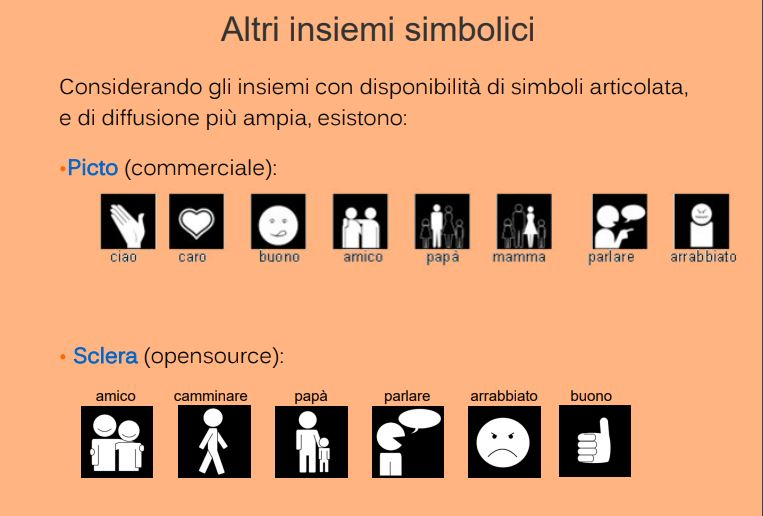 Altri insiemi simbolici
Considerando gli insiemi con disponibilità di simboli articolata,
e di diffusione più ampia, esistono:
•Picto (commerciale):
ciao caro buono amico papá mamma parlare arrabbiato
• Sclera (opensource):
amico camminare papà parlare arrabbiato buono